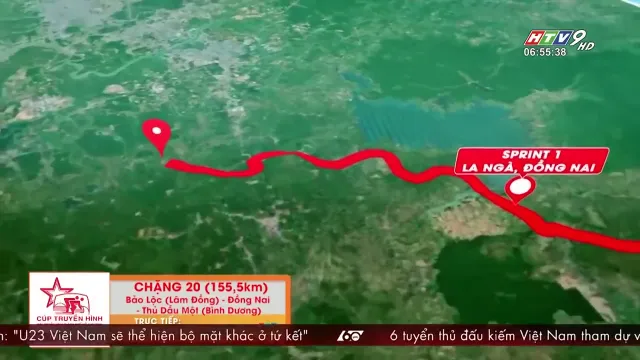 HTV9 HD
06:55:38
SPRINT 1
LA NGÀ, ĐỒNG NAI
CHẶNG 20 (155,5km)
Bảo Lộc (Lâm Đồng) - Đồng Nai
- Thủ Dầu Một (Bình Dương)
TRỰC TIẾP:
CÚP TRUYỀN HÌNH
n: "U23 Việt Nam sẽ thể hiện bộ mặt khác ở tứ kết"
60
6 tuyển thủ đấu kiếm Việt Nam tham dự v